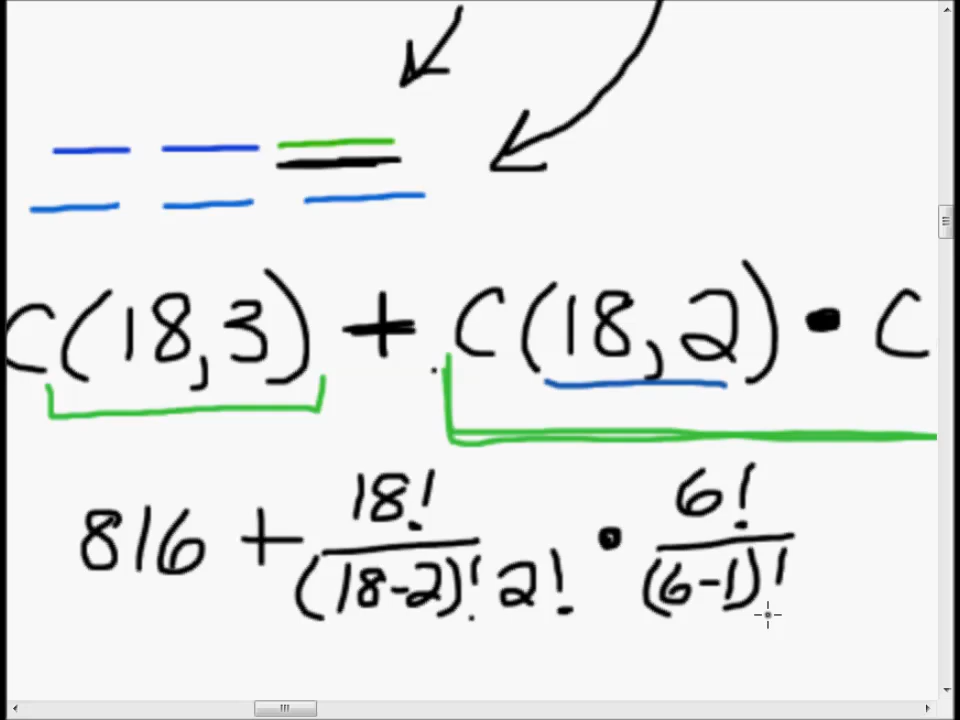 C(18,3) + C(18,2) • C
816 + 18!/((18-2)! 2!) • 6!/((6-1)!